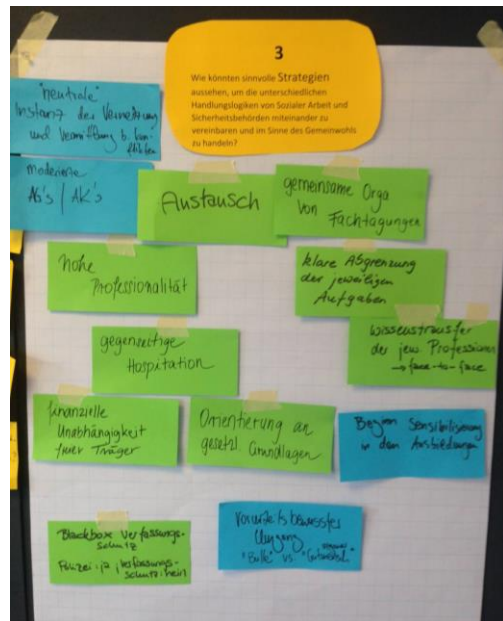 3
Wie könnten sinnvolle Strategien
aussehen, um die unterschiedlichen
Handlungslogiken von Sozialer Arbeit und
Sicherheitsbehörden miteinander zu
vereinbaren und im Sinne des Gemeinwohls
zu handeln?
"neutrale"
Instanz der Vernetzung
und Vermittlung b. Kon-
flikten
moderierte
AG's / AK's
Austausch
gemeinsame Orga
von Fachtagungen
hohe
Professionalität
klare Abgrenzung
der jeweiligen
Aufgaben
gegenseitige
Hospitation
Wissenstransfer
der jew. Professionen
→ face-to-face
finanzielle
Unabhängigkeit
freier Träger
Orientierung an
gesetzl. Grundlagen
Beginn Sensibilisierung
in den Ausbildungen
Blackbox Verfassungs-
schutz
Polizei: ja, Verfassungs-
schutz: nein
Vorurteilsbewusster
Umgang
"Bulle" vs.